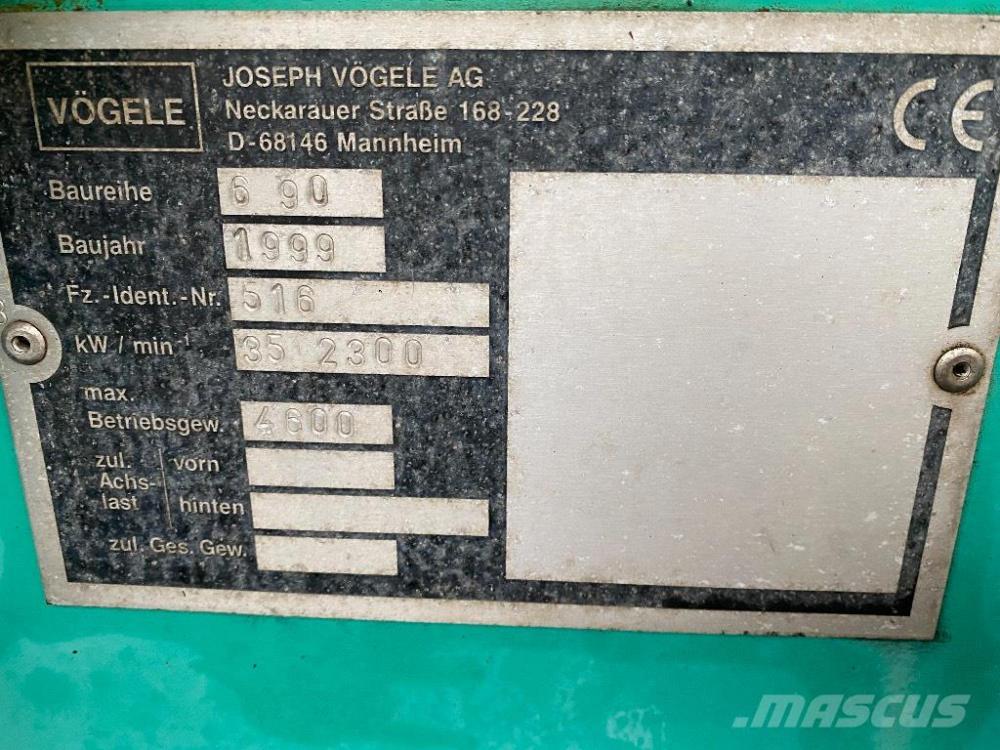 VÖGELE
JOSEPH VÖGELE AG
Neckarauer Straße 168-228
D-68146 Mannheim
CE
Baureihe 6 90
Baujahr 1999
Fz.-Ident.-Nr. 516
kW / min⁻¹ 35 2300
max.
Betriebsgew. 4600
zul. vorn
Achs-
last hinten
zul. Ges. Gew.
.MASCUS